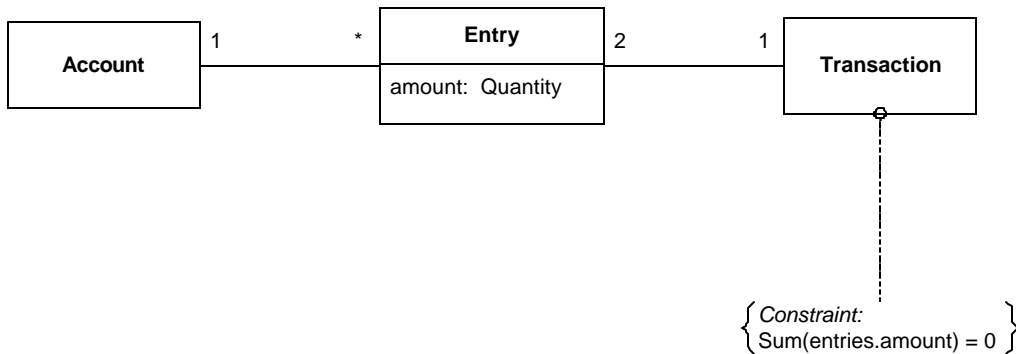 Account
1
*
Entry
amount: Quantity
2
1
Transaction
Constraint:
Sum(entries.amount) = 0